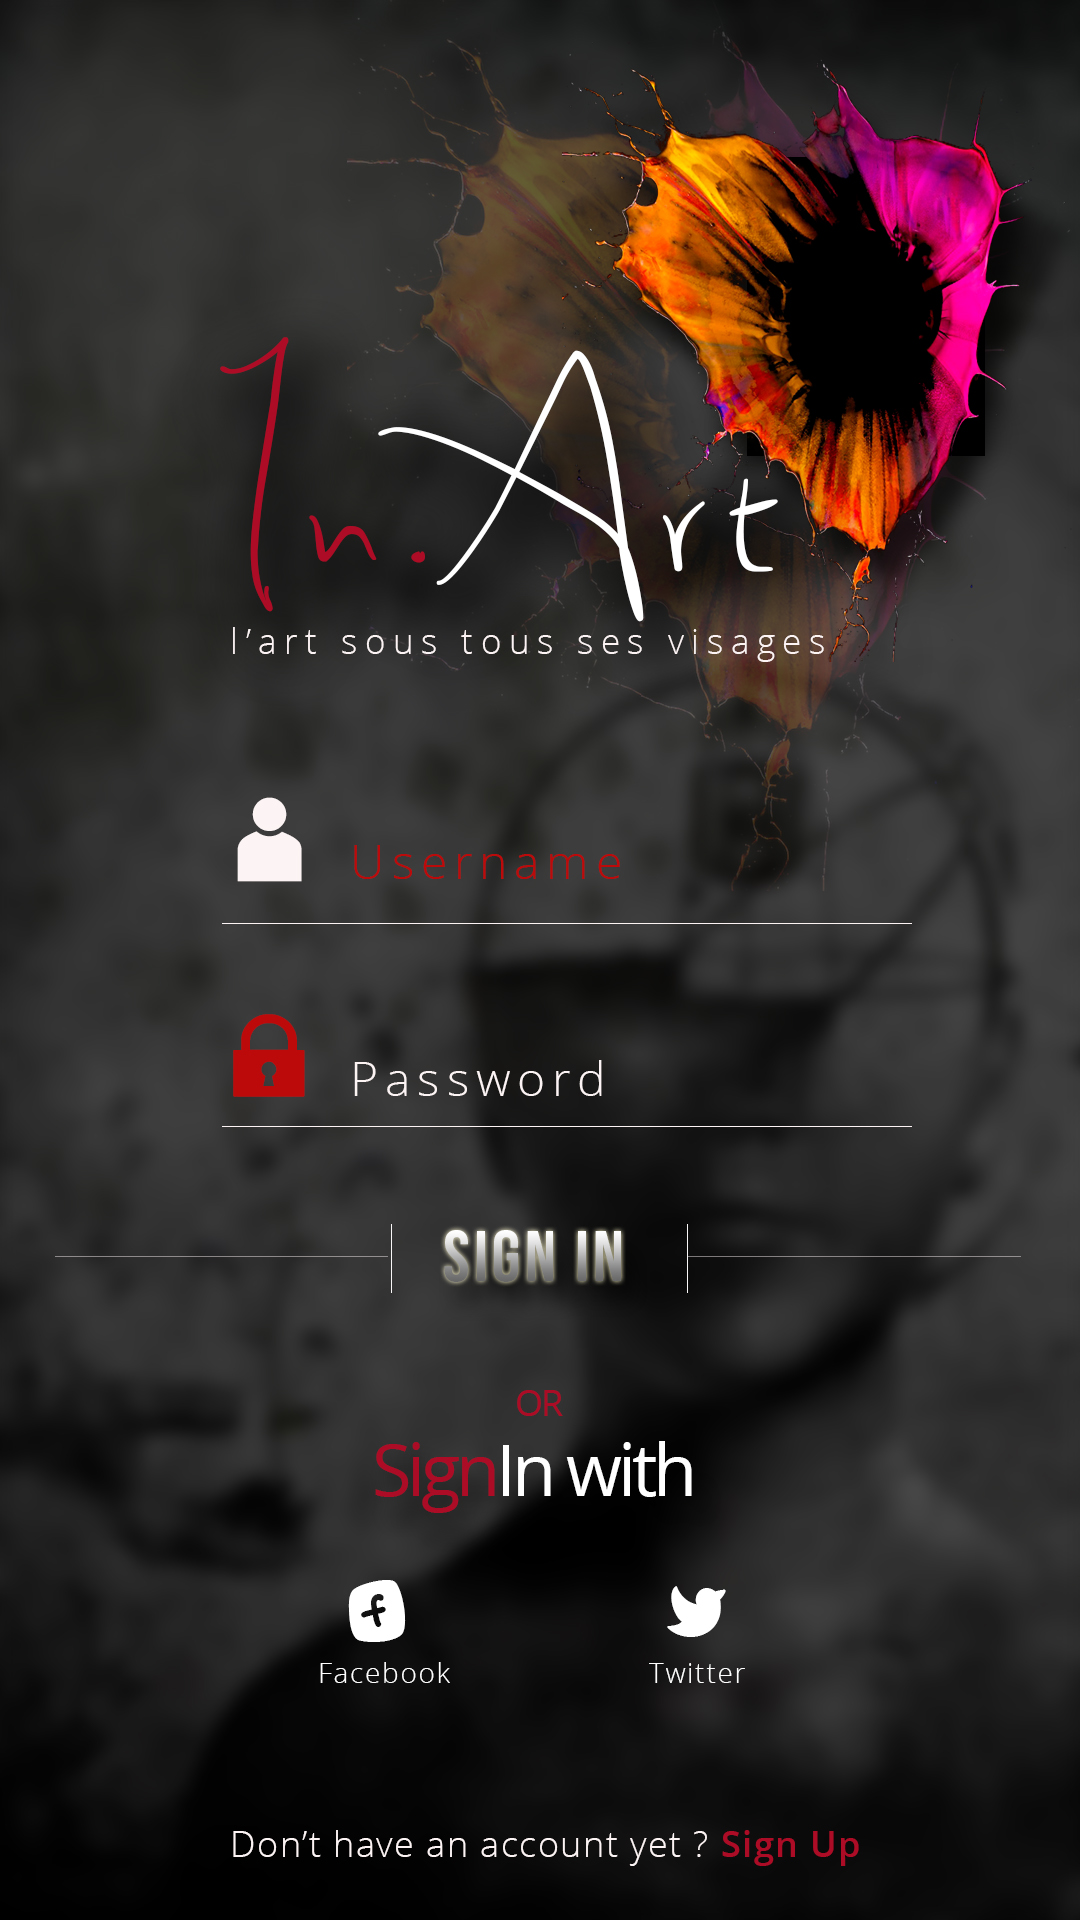 In.Art
l’art sous tous ses visages
Username
Password
SIGN IN
OR
SignIn with
Facebook Twitter
Don’t have an account yet ? Sign Up